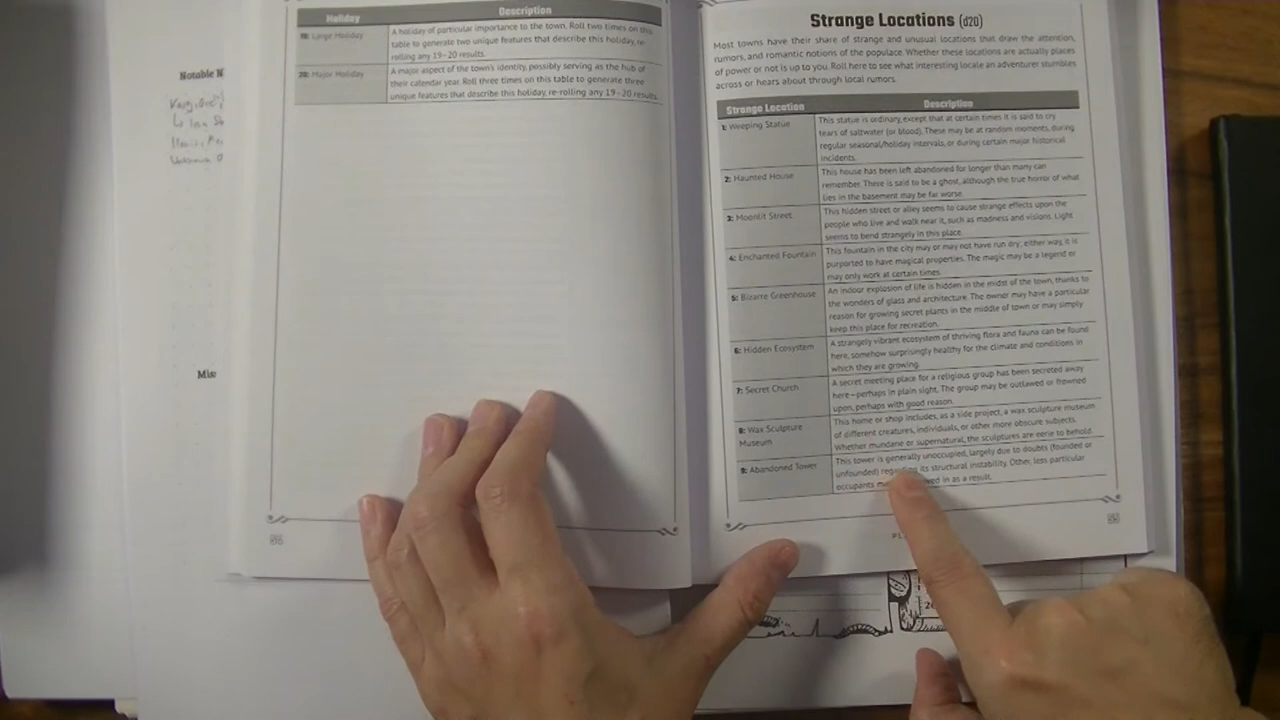 Notable N
Misc
Holiday Description
19: Large Holiday
A holiday of particular importance to the town. Roll two times on this
table to generate two unique features that describe this holiday, re-
rolling any 19-20 results.
20: Major Holiday
A major aspect of the town's identity, possibly serving as the hub of
their calendar year. Roll three times on this table to generate three
unique features that describe this holiday, re-rolling any 19-20 results.
Strange Locations (d20)
Most towns have their share of strange and unusual locations that draw the attention,
rumors, and romantic notions of the populace. Whether these locations are actually places
of power or not is up to you. Roll here to see what interesting locale an adventurer stumbles
across or hears about through local rumors.
Strange Location Description
1: Weeping Statue
This statue is ordinary, except that at certain times it is said to cry
tears of saltwater (or blood). These may be at random moments, during
regular seasonal/holiday intervals, or during certain major historical
incidents.
2: Haunted House
This house has been left abandoned for longer than many can
remember. There is said to be a ghost, although the true horror of what
lies in the basement may be far worse.
3: Moonlit Street
This hidden street or alley seems to cause strange effects upon the
people who live and walk near it, such as madness and visions. Light
seems to bend strangely in this place.
4: Enchanted Fountain
This fountain in the city may or may not have run dry; either way, it is
purported to have magical properties. The magic may be a legend or
may only work at certain times.
5: Bizarre Greenhouse
An indoor explosion of life is hidden in the midst of the town, thanks to
the wonders of glass and architecture. The owner may have a particular
reason for growing secret plants in the middle of town or may simply
keep this place for recreation.
6: Hidden Ecosystem
A strangely vibrant ecosystem of thriving flora and fauna can be found
here, somehow surprisingly healthy for the climate and conditions in
which they are growing.
7: Secret Church
A secret meeting place for a religious group has been secreted away
here—perhaps in plain sight. The group may be outlawed or frowned
upon, perhaps with good reason.
8: Wax Sculpture
Museum
This home or shop includes, as a side project, a wax sculpture museum
of different creatures, individuals, or other more obscure subjects.
Whether mundane or supernatural, the sculptures are eerie to behold.
9: Abandoned Tower
This tower is generally unoccupied, largely due to doubts (founded or
unfounded) regarding its structural instability. Other, less particular
occupants in as a result.